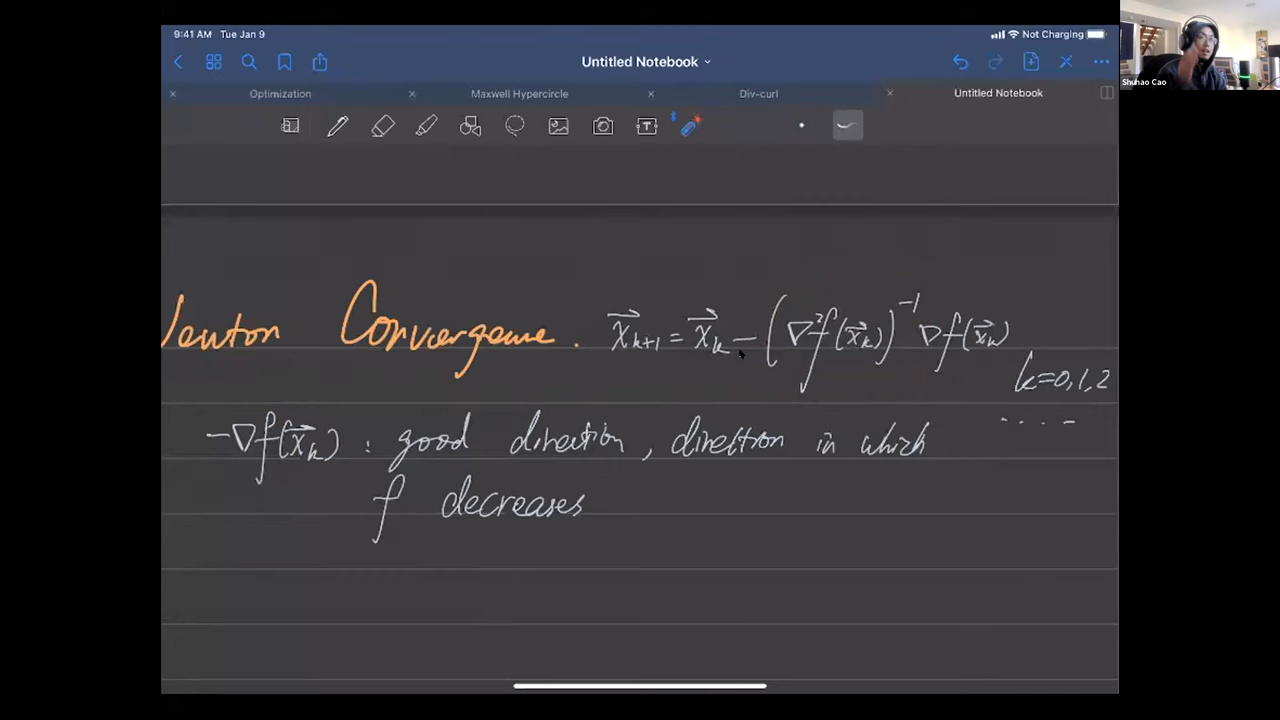 9:41 AM Tue Jan 9
Not Charging
Untitled Notebook
Optimization
Maxwell Hypercircle
Div-curl
Untitled Notebook
Shuhao Cao
Newton Convergence. x⃗ₖ₊₁ = x⃗ₖ − (∇²f(x⃗ₖ))⁻¹ ∇f(x⃗ₖ)
k=0,1,2
....
−∇f(x⃗ₖ) : good direction, direction in which
f decreases